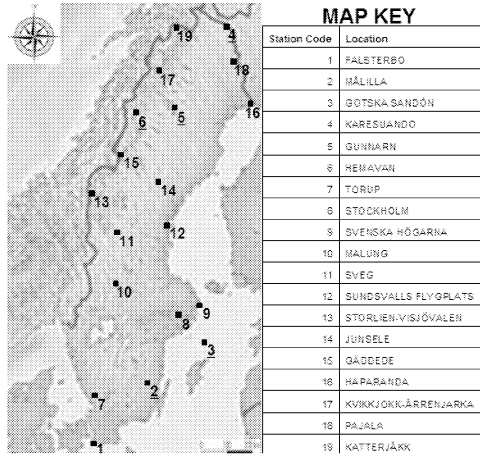 MAP KEY
Station Code Location
1 FALSTERBO
2 MÅLILLA
3 GOTSKA SANDÖN
4 KARESUANDO
5 GUNNARN
6 HEMAVAN
7 TORUP
8 STOCKHOLM
9 SVENSKA HÖGARNA
10 MALUNG
11 SVEG
12 SUNDSVALLS FLYGPLATS
13 STORLIEN-VISJÖVALEN
14 JUNSELE
15 GÄDDEDE
16 HAPARANDA
17 KVIKKJOKK-ÅRRENJARKA
18 PAJALA
19 KATTERJÅKK
19
4
18
17
16
5
6
15
14
13
12
11
10
9
8
3
2
7
1